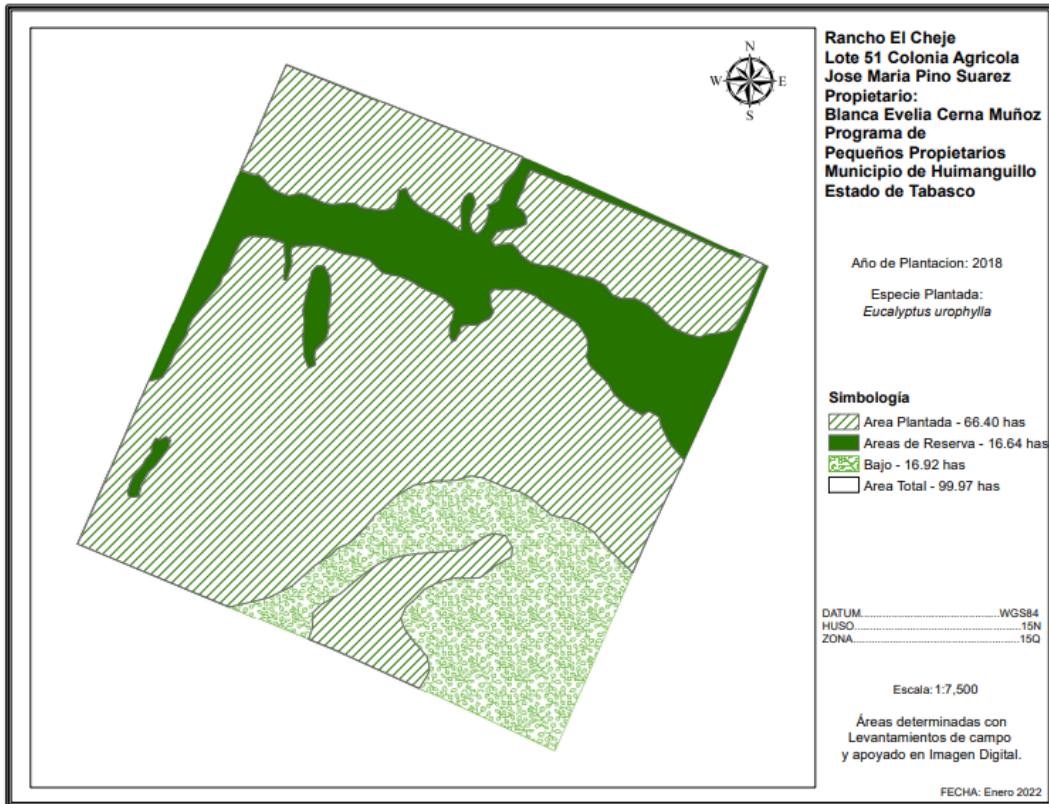 N
W E
S
Rancho El Cheje
Lote 51 Colonia Agricola
Jose Maria Pino Suarez
Propietario:
Blanca Evelia Cerna Muñoz
Programa de
Pequeños Propietarios
Municipio de Huimanguillo
Estado de Tabasco
Año de Plantacion: 2018
Especie Plantada:
Eucalyptus urophylla
Simbología
Area Plantada - 66.40 has
Areas de Reserva - 16.64 has
Bajo - 16.92 has
Area Total - 99.97 has
DATUM.............................WGS84
HUSO...................................15N
ZONA...................................15Q
Escala:1:7,500
Áreas determinadas con
Levantamientos de campo
y apoyado en Imagen Digital.
FECHA: Enero 2022